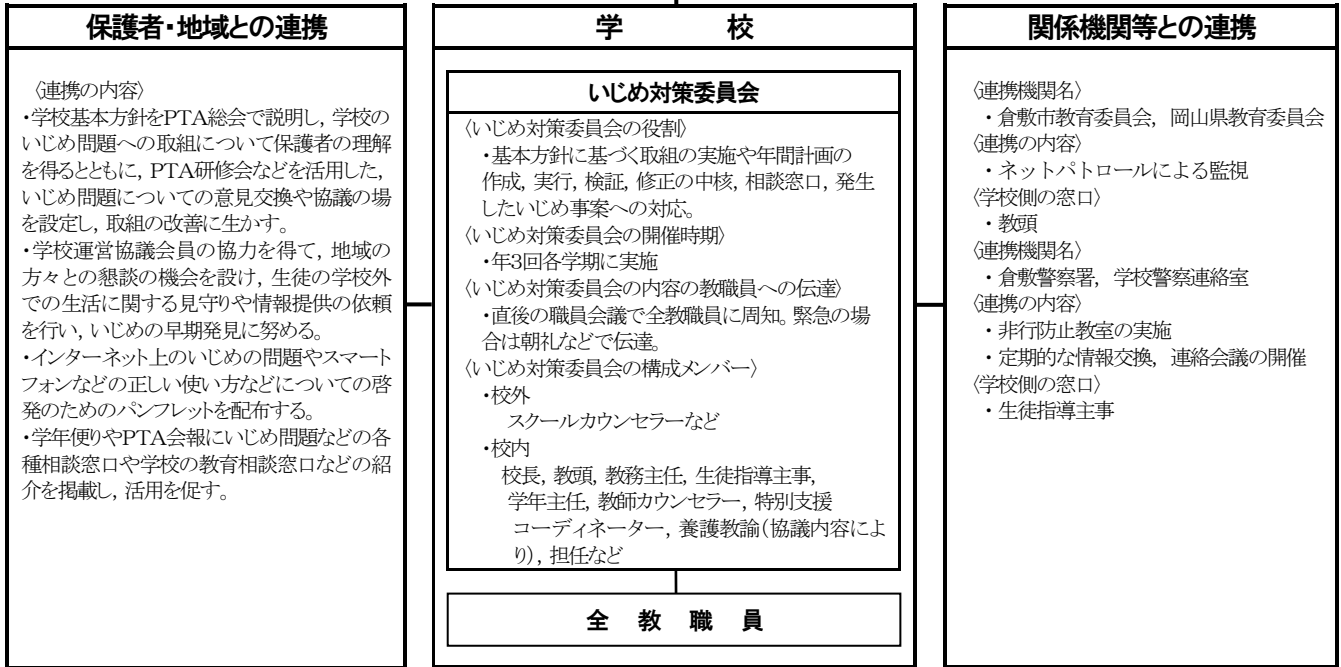 保護者・地域との連携
〈連携の内容〉
・学校基本方針をPTA総会で説明し，学校の
いじめ問題への取組について保護者の理解
を得るとともに，PTA研修会などを活用した，
いじめ問題についての意見交換や協議の場
を設定し，取組の改善に生かす。
・学校運営協議会員の協力を得て，地域の
方々との懇談の機会を設け，生徒の学校外
での生活に関する見守りや情報提供の依頼
を行い，いじめの早期発見に努める。
・インターネット上のいじめの問題やスマート
フォンなどの正しい使い方などについての啓
発のためのパンフレットを配布する。
・学年便りやPTA会報にいじめ問題などの各
種相談窓口や学校の教育相談窓口などの紹
介を掲載し，活用を促す。
学　校
いじめ対策委員会
〈いじめ対策委員会の役割〉
・基本方針に基づく取組の実施や年間計画の
作成，実行，検証，修正の中核，相談窓口，発生
したいじめ事案への対応。
〈いじめ対策委員会の開催時期〉
・年3回各学期に実施
〈いじめ対策委員会の内容の教職員への伝達〉
・直後の職員会議で全教職員に周知。緊急の場
合は朝礼などで伝達。
〈いじめ対策委員会の構成メンバー〉
・校外
スクールカウンセラーなど
・校内
校長，教頭，教務主任，生徒指導主事，
学年主任，教師カウンセラー，特別支援
コーディネーター，養護教諭（協議内容によ
り），担任など
全　教　職　員
関係機関等との連携
〈連携機関名〉
・倉敷市教育委員会，岡山県教育委員会
〈連携の内容〉
・ネットパトロールによる監視
〈学校側の窓口〉
・教頭
〈連携機関名〉
・倉敷警察署，学校警察連絡室
〈連携の内容〉
・非行防止教室の実施
・定期的な情報交換，連絡会議の開催
〈学校側の窓口〉
・生徒指導主事